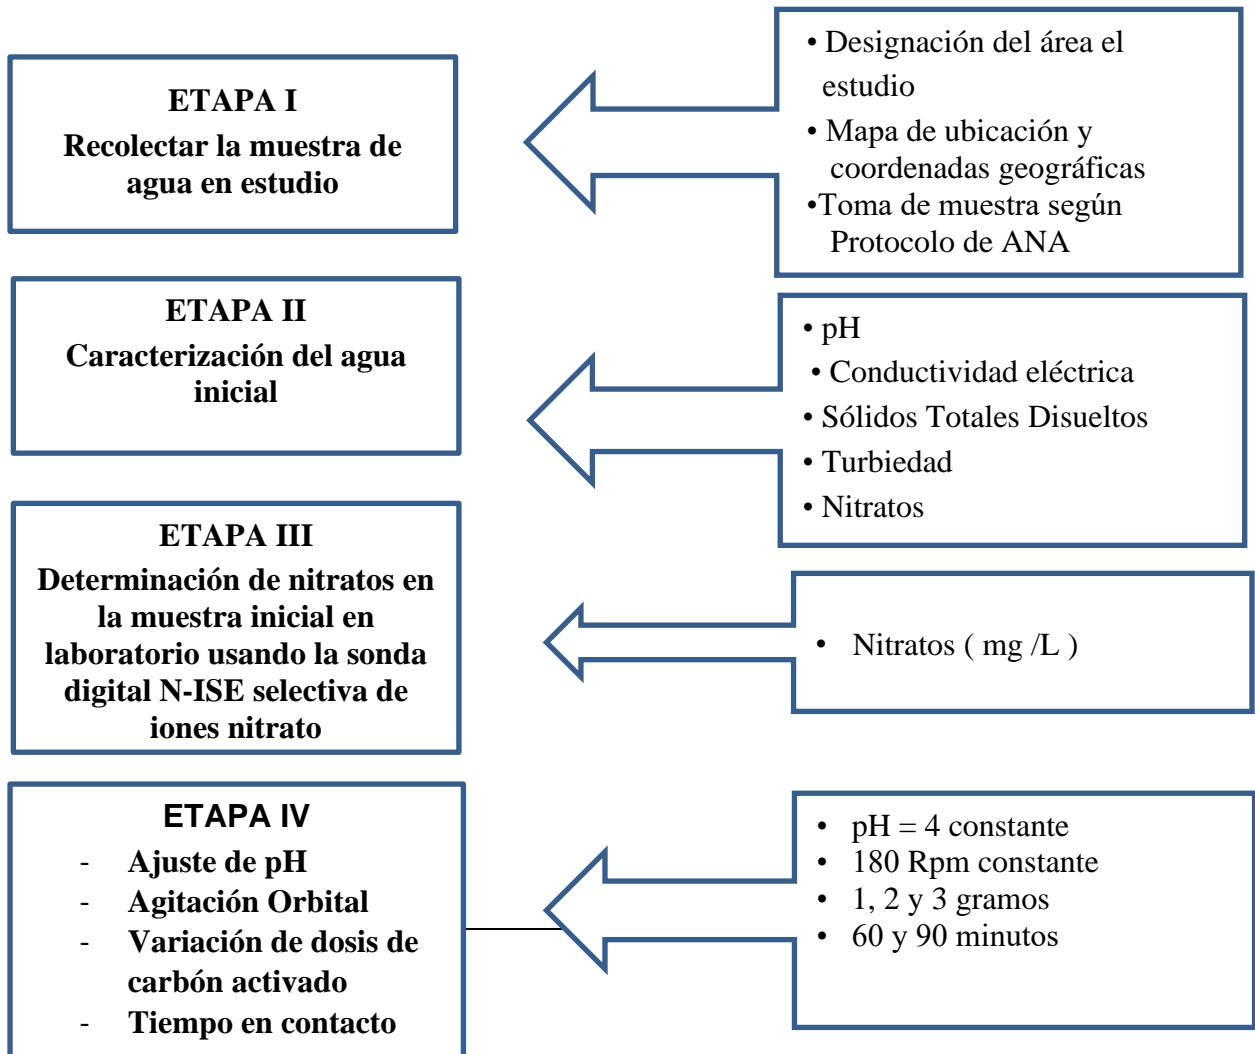 ETAPA I
Recolectar la muestra de
agua en estudio
• Designación del área el
estudio
• Mapa de ubicación y
coordenadas geográficas
•Toma de muestra según
Protocolo de ANA
ETAPA II
Caracterización del agua
inicial
• pH
• Conductividad eléctrica
• Sólidos Totales Disueltos
• Turbiedad
• Nitratos
ETAPA III
Determinación de nitratos en
la muestra inicial en
laboratorio usando la sonda
digital N-ISE selectiva de
iones nitrato
• Nitratos ( mg /L )
ETAPA IV
- Ajuste de pH
- Agitación Orbital
- Variación de dosis de
carbón activado
- Tiempo en contacto
• pH = 4 constante
• 180 Rpm constante
• 1, 2 y 3 gramos
• 60 y 90 minutos